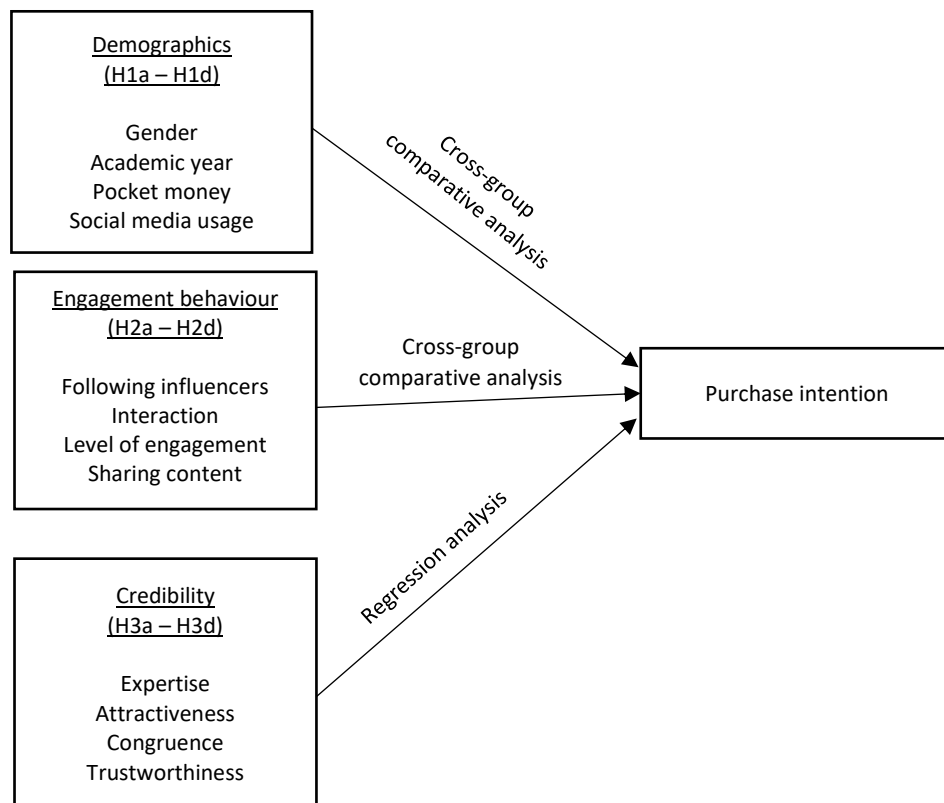 Demographics
(H1a – H1d)
Gender
Academic year
Pocket money
Social media usage
Cross-group
comparative analysis
Engagement behaviour
(H2a – H2d)
Following influencers
Interaction
Level of engagement
Sharing content
Cross-group
comparative analysis
Purchase intention
Credibility
(H3a – H3d)
Expertise
Attractiveness
Congruence
Trustworthiness
Regression analysis